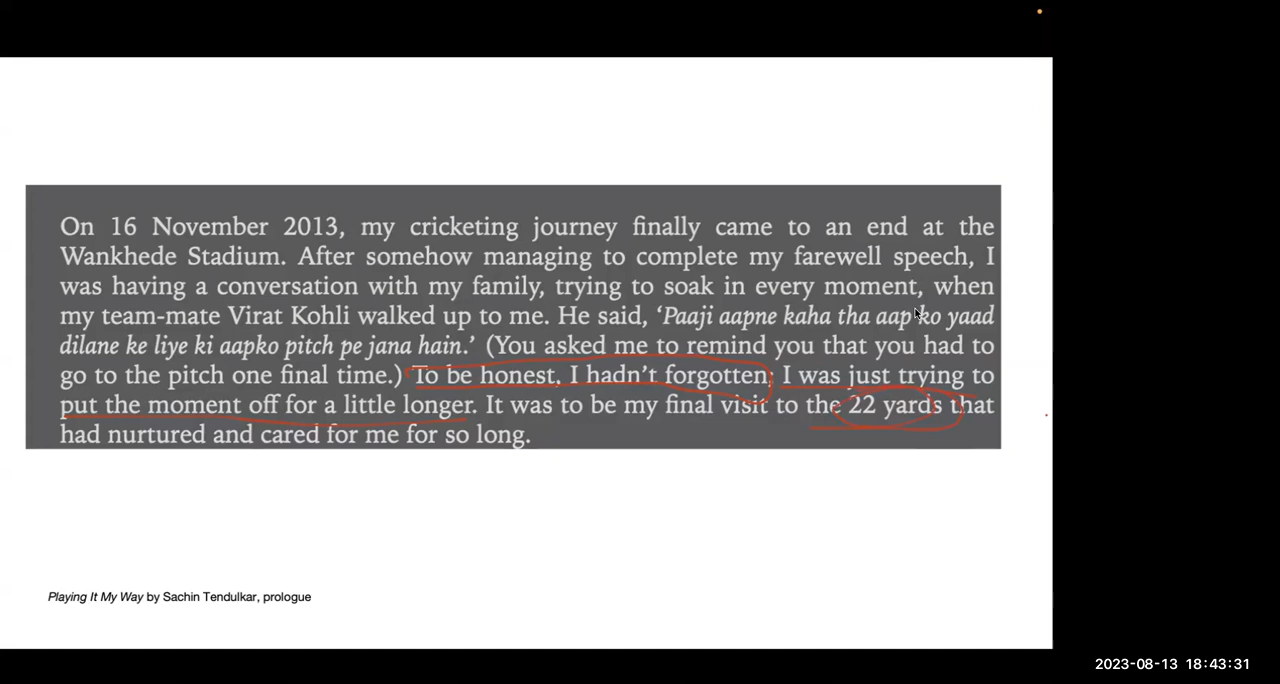 On 16 November 2013, my cricketing journey finally came to an end at the
Wankhede Stadium. After somehow managing to complete my farewell speech, I
was having a conversation with my family, trying to soak in every moment, when
my team-mate Virat Kohli walked up to me. He said, ‘Paaji aapne kaha tha aap ko yaad
dilane ke liye ki aapko pitch pe jana hain.’ (You asked me to remind you that you had to
go to the pitch one final time.) To be honest, I hadn’t forgotten; I was just trying to
put the moment off for a little longer. It was to be my final visit to the 22 yards that
had nurtured and cared for me for so long.
Playing It My Way by Sachin Tendulkar, prologue
2023-08-13 18:43:31